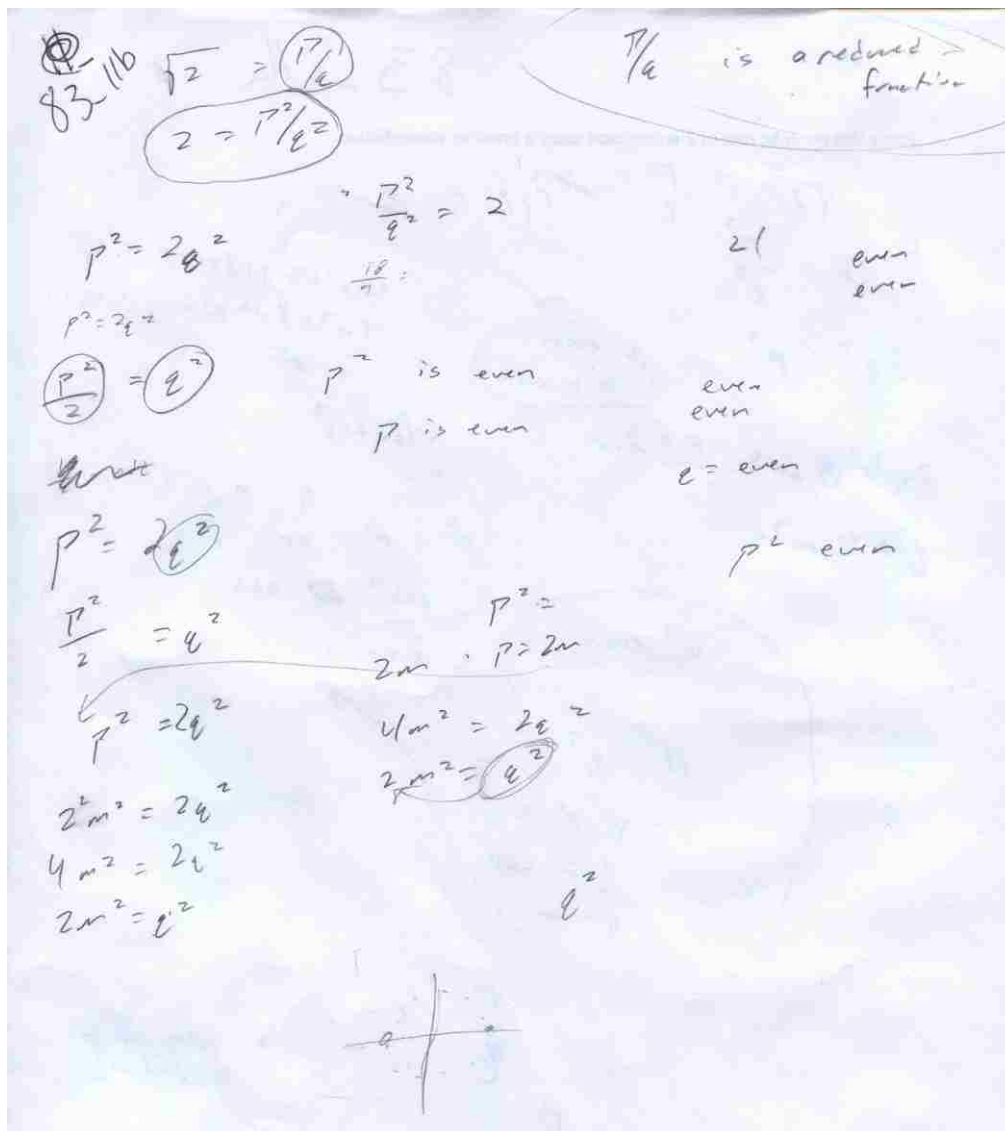 83-116
√2 = P/q
P/q is a reduced fraction
2 = P²/q²
P²/q² = 2
p² = 2q²
2 |
even
even
18/
p² = 2q²
P²/2 = q²
p² is even
even
even
p is even
q = even
p² = 2q²
p² even
P²/2 = q²
p² =
2m . p = 2m
p² = 2q²
4m² = 2q²
2m² = q²
2²m² = 2q²
4m² = 2q²
2m² = q²
q²